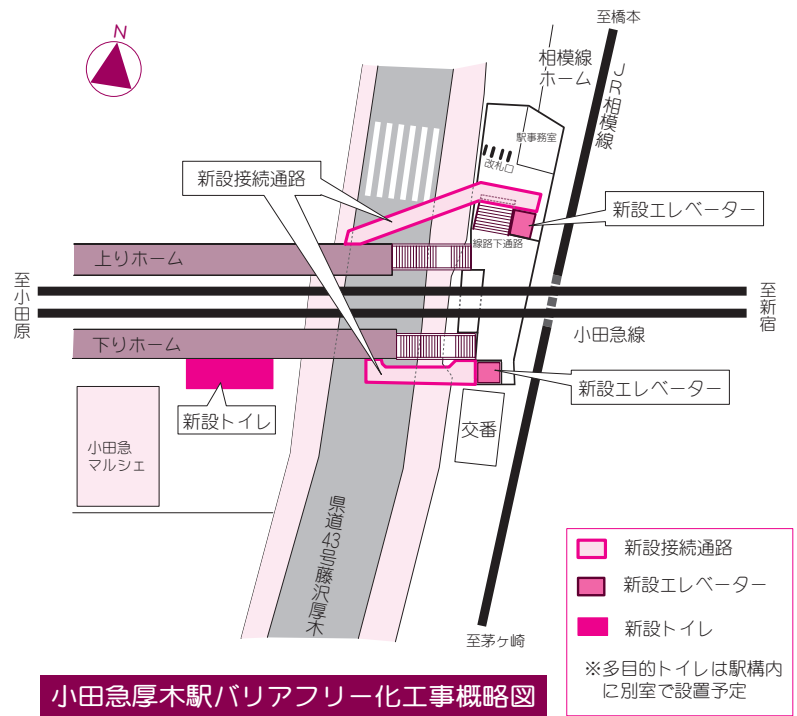 N
至橋本
相模線
ホーム
JR相模線
駅事務室
改札口
新設接続通路
新設エレベーター
線路下通路
上りホーム
至小田原
至新宿
小田急線
下りホーム
新設エレベーター
新設トイレ
交番
小田急
マルシェ
県道43号藤沢厚木
至茅ヶ崎
新設接続通路
新設エレベーター
新設トイレ
※多目的トイレは駅構内
に別室で設置予定
小田急厚木駅バリアフリー化工事概略図